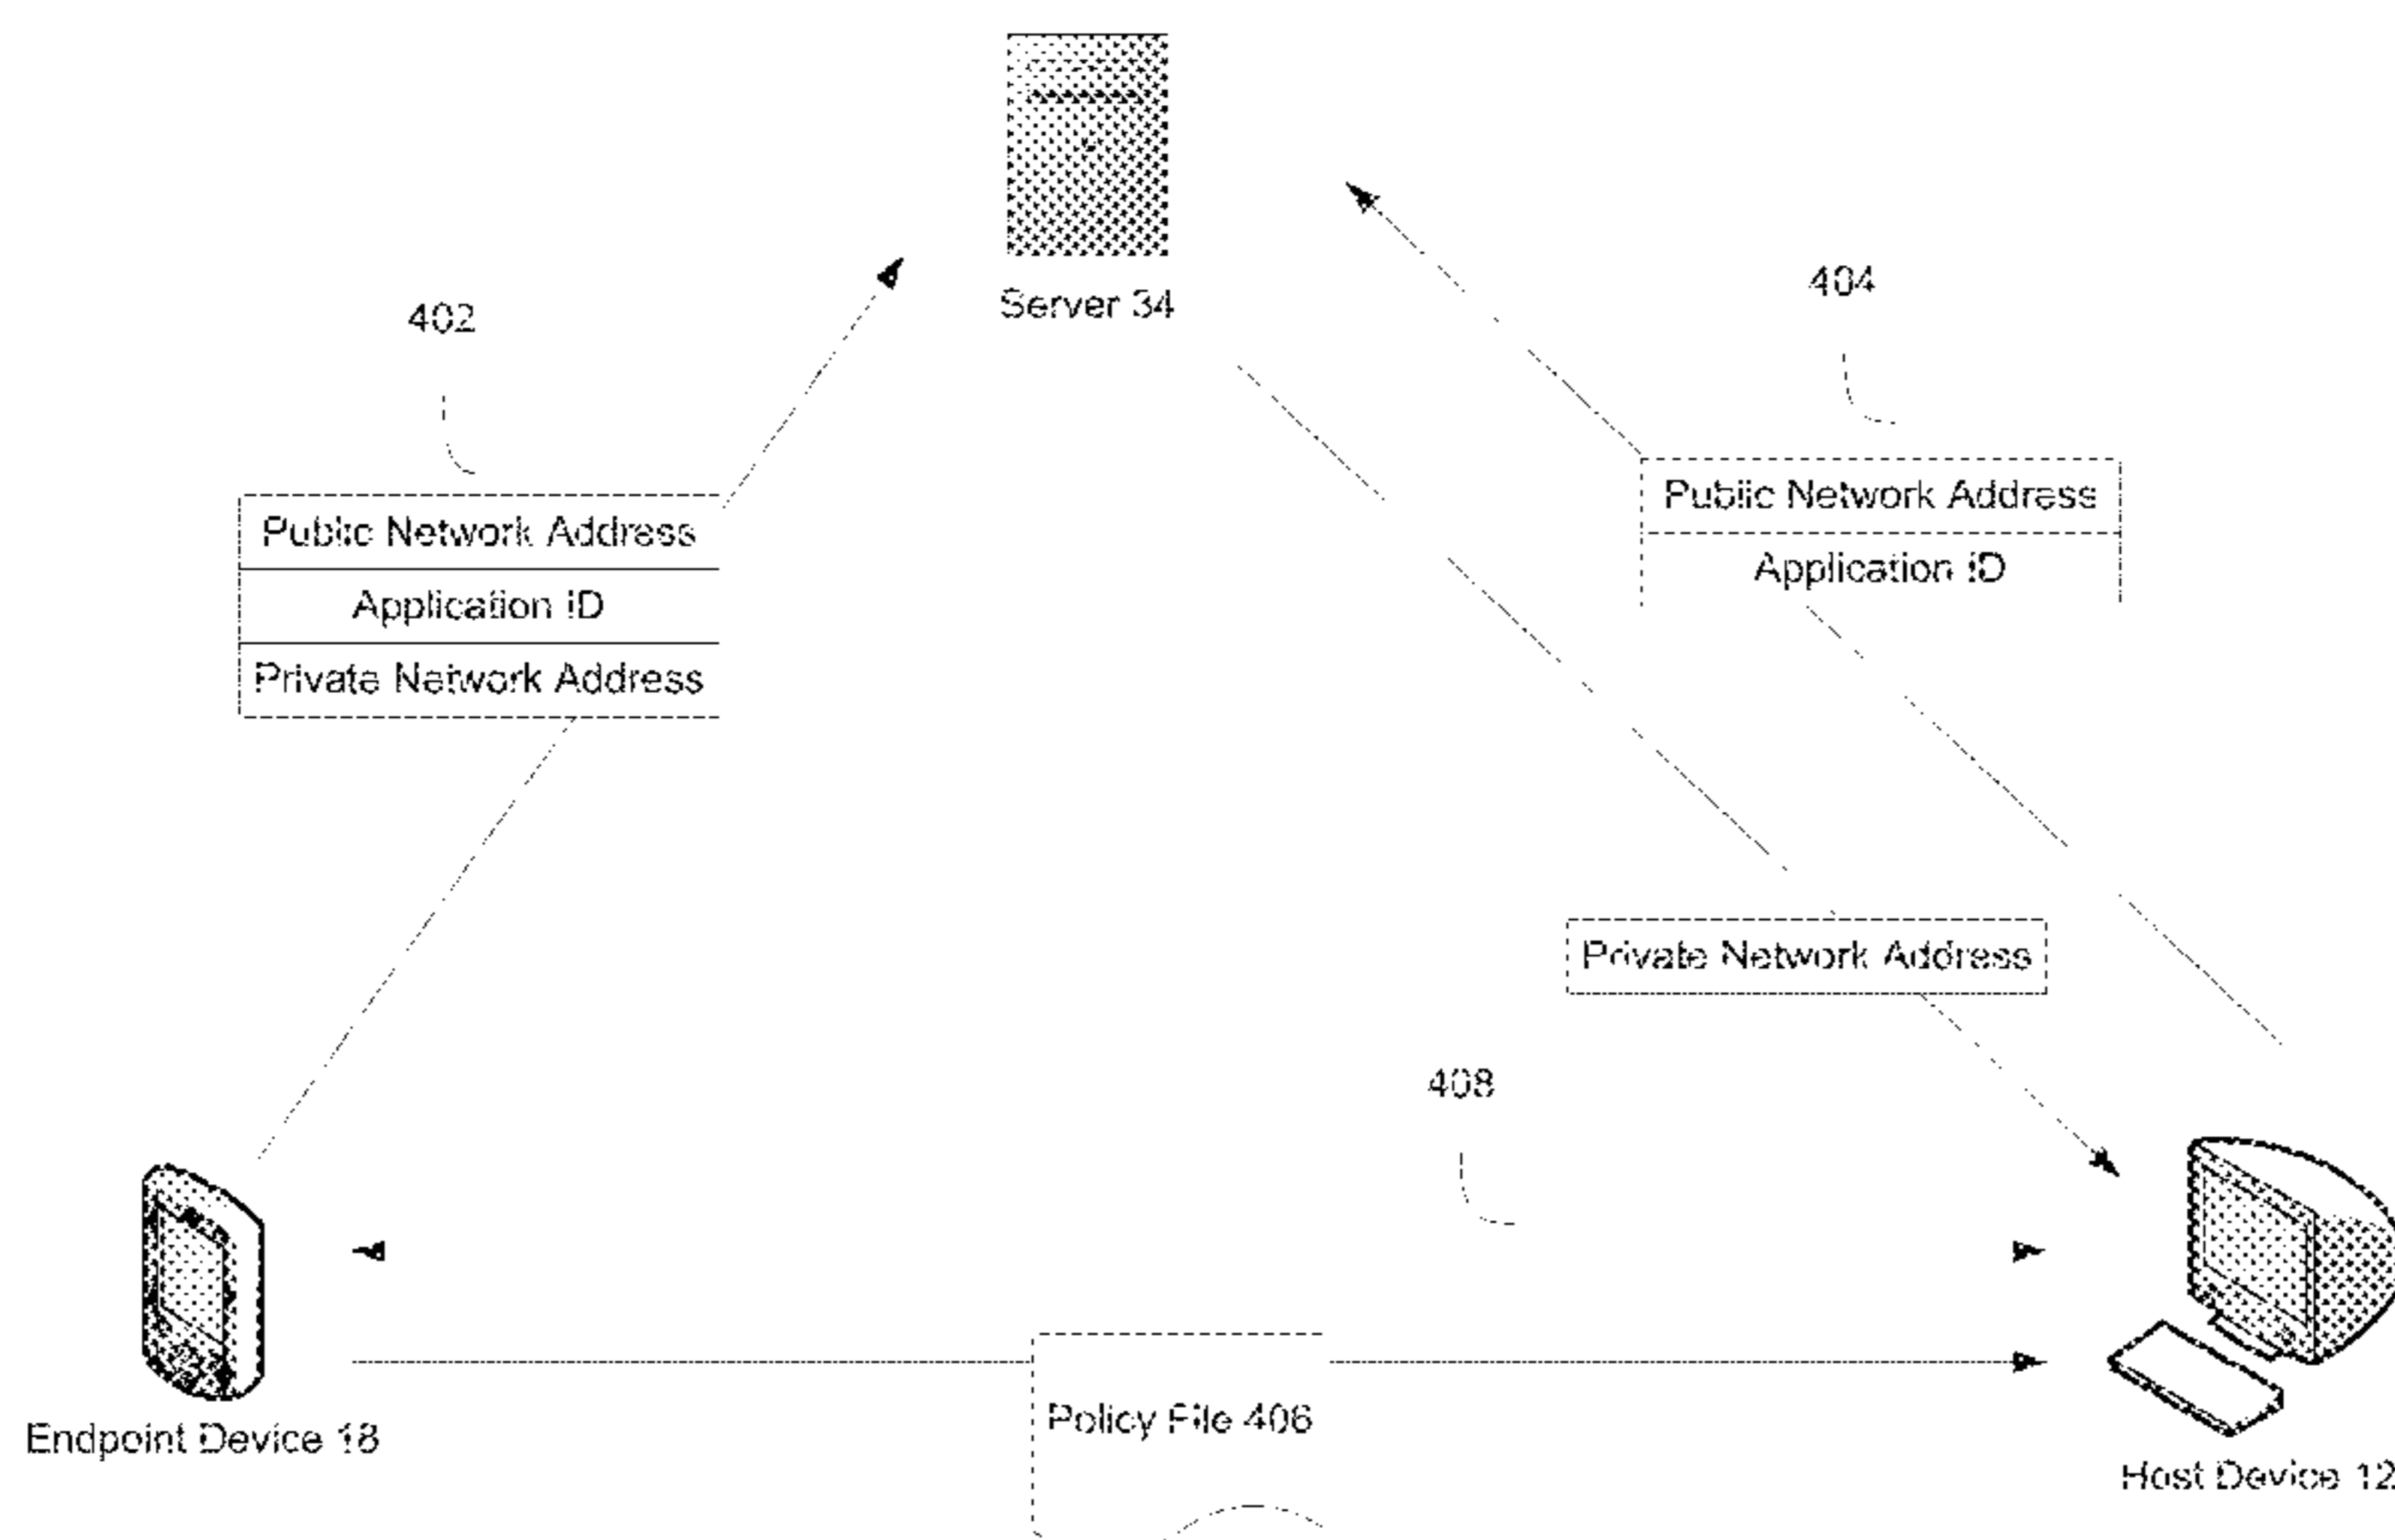 Server 34
402
404
Public Network Address
Application ID
Private Network Address
Public Network Address
Application ID
Private Network Address
408
Policy File 406
Endpoint Device 18
Host Device 12